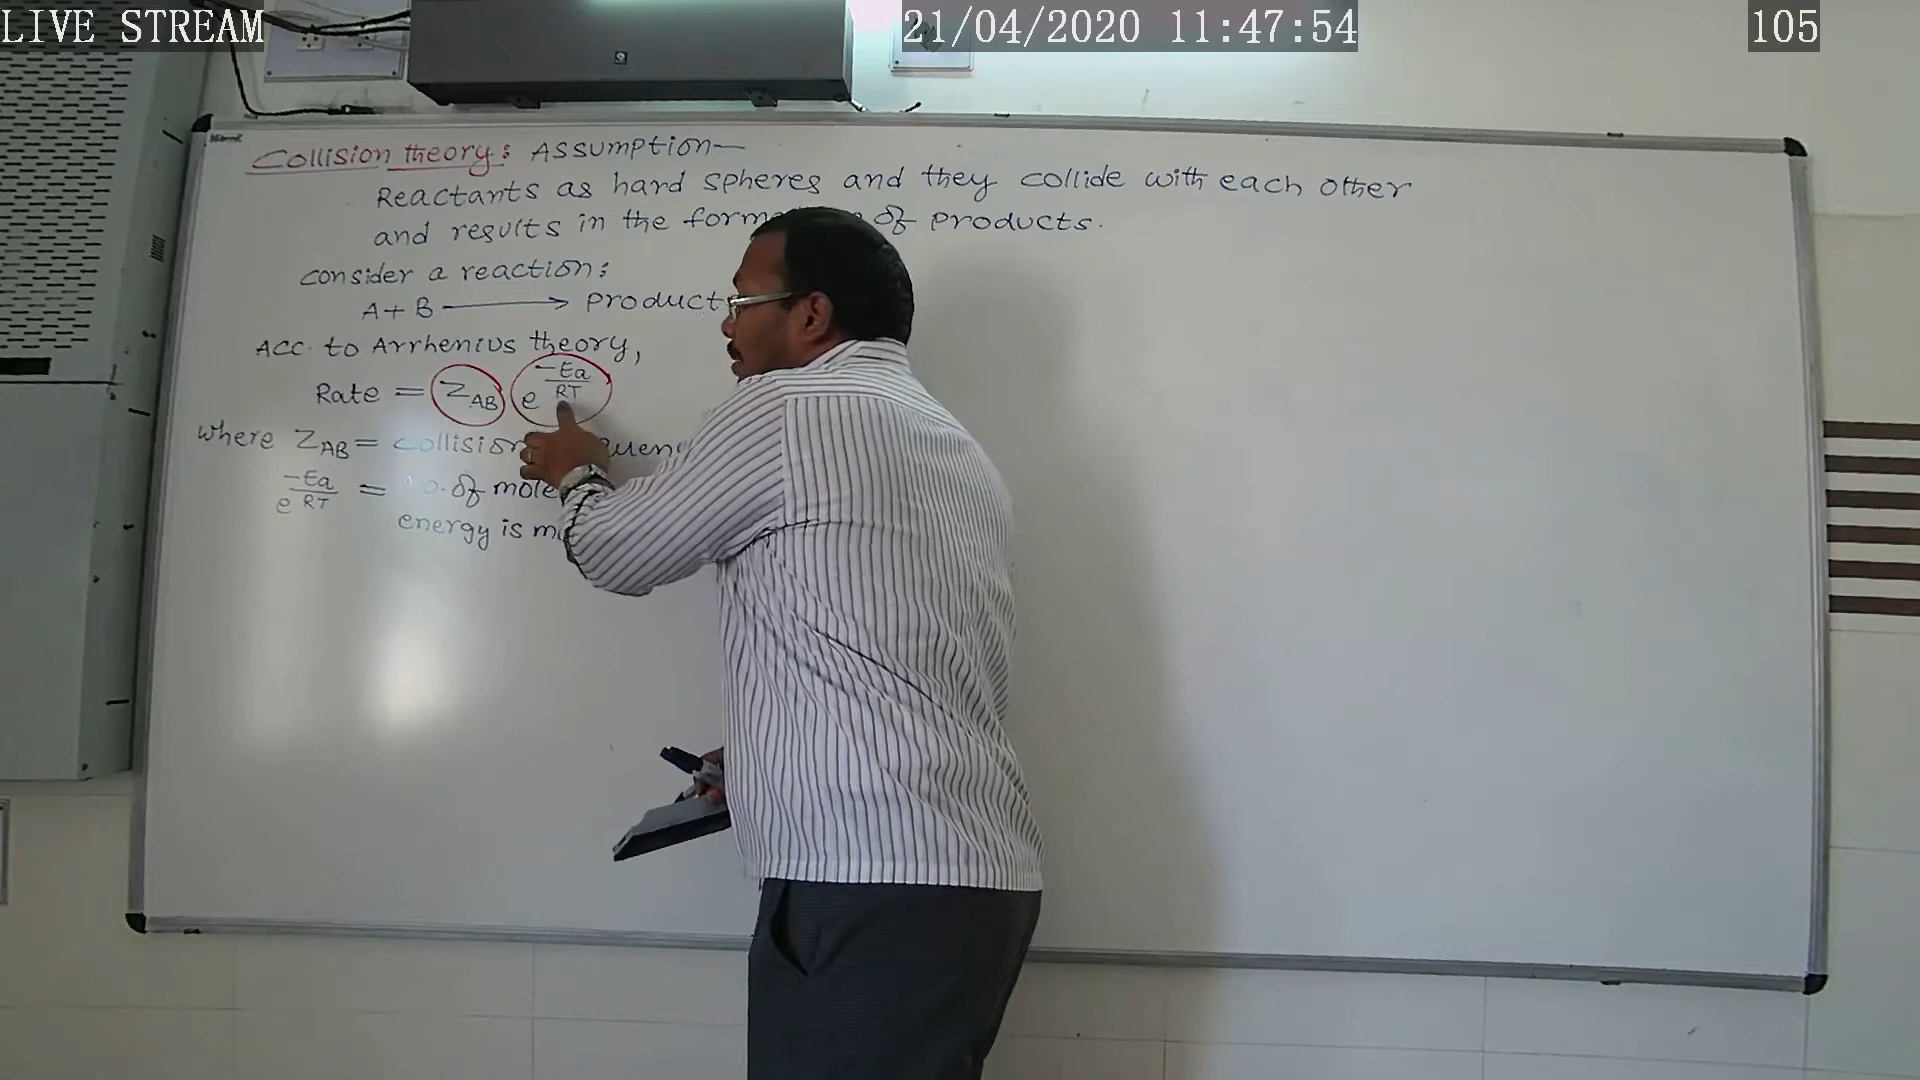 LIVE STREAM 21/04/2020 11:47:54 105
Collision theory: Assumption—
Reactants as hard spheres and they collide with each other
and results in the of products.
consider a reaction:
A + B ⟶ product
Acc. to Arrhenius theory,
Rate = Z_AB e^(-Ea/RT)
where Z_AB = collision
e^(-Ea/RT) = No. of mole
energy is